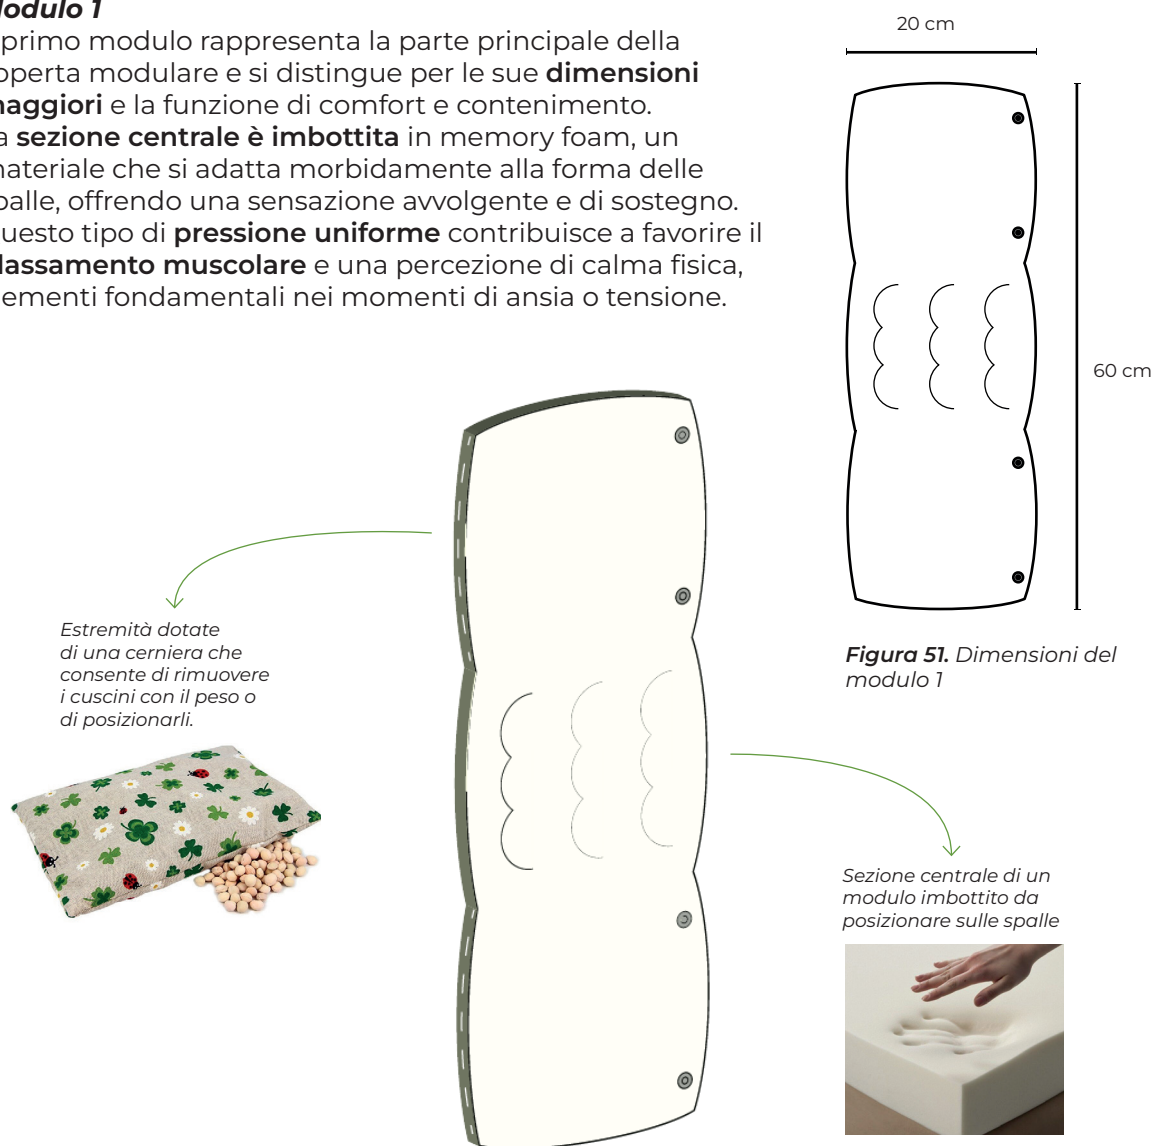 odulo 1
primo modulo rappresenta la parte principale della
operta modulare e si distingue per le sue dimensioni
maggiori e la funzione di comfort e contenimento.
a sezione centrale è imbottita in memory foam, un
materiale che si adatta morbidamente alla forma delle
palle, offrendo una sensazione avvolgente e di sostegno.
uesto tipo di pressione uniforme contribuisce a favorire il
lassamento muscolare e una percezione di calma fisica,
ementi fondamentali nei momenti di ansia o tensione.
20 cm
60 cm
Figura 51. Dimensioni del
modulo 1
Estremità dotate
di una cerniera che
consente di rimuovere
i cuscini con il peso o
di posizionarli.
Sezione centrale di un
modulo imbottito da
posizionare sulle spalle